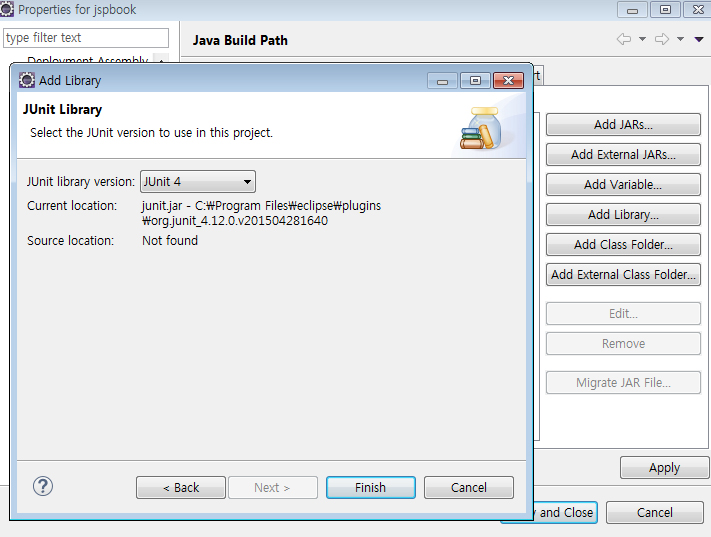 Properties for jspbook
type filter text
Java Build Path
Add Library
JUnit Library
Select the JUnit version to use in this project.
JUnit library version: JUnit 4
Current location: junit.jar - C:₩Program Files₩eclipse₩plugins
₩org.junit_4.12.0.v201504281640
Source location: Not found
Add JARs...
Add External JARs...
Add Variable...
Add Library...
Add Class Folder...
Add External Class Folder...
Edit...
Remove
Migrate JAR File...
Apply
? < Back Next > Finish Cancel
and Close Cancel